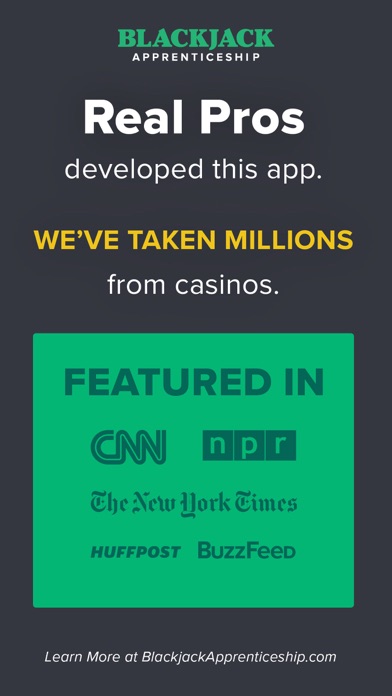 BLACKJACK
APPRENTICESHIP
Real Pros
developed this app.
WE'VE TAKEN MILLIONS
from casinos.
FEATURED IN
CNN npr
The New York Times
HUFFPOST BuzzFeed
Learn More at BlackjackApprenticeship.com